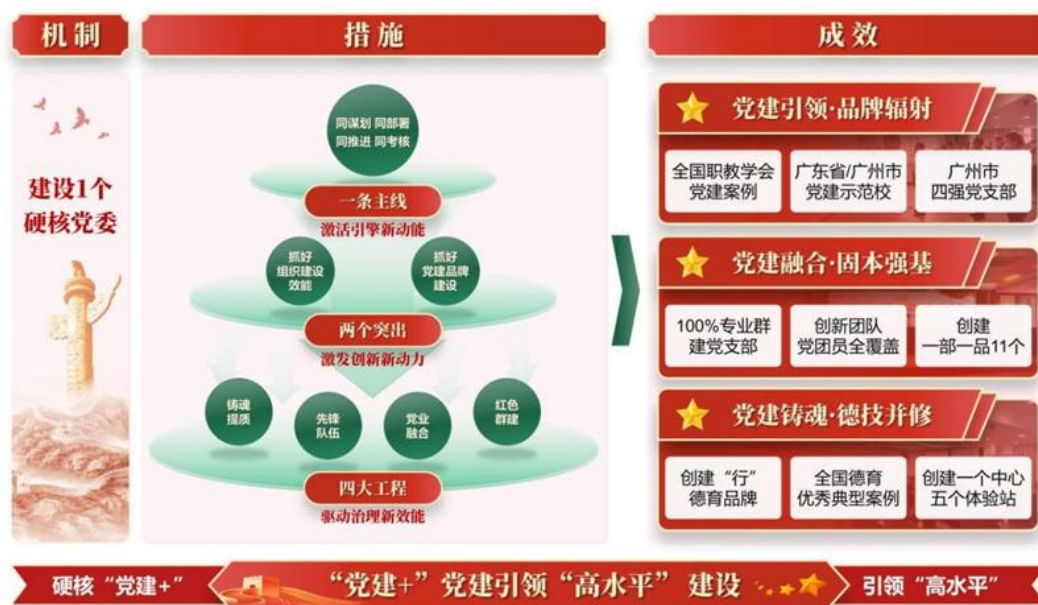 机制
措施
成效
建设1个
硬核党委
同谋划 同部署
同推进 同考核
一条主线
激活引擎新动能
抓好
组织建设
效能
抓好
党建品牌
建设
两个突出
激发创新新动力
铸魂
提质
先锋
队伍
党业
融合
红色
群建
四大工程
驱动治理新效能
党建引领·品牌辐射
全国职教学会
党建案例
广东省/广州市
党建示范校
广州市
四强党支部
党建融合·固本强基
100%专业群
建党支部
创新团队
党团员全覆盖
创建
一部一品11个
党建铸魂·德技并修
创建“行”
德育品牌
全国德育
优秀典型案例
创建一个中心
五个体验站
硬核“党建+”
“党建+”党建引领“高水平”建设
引领“高水平”